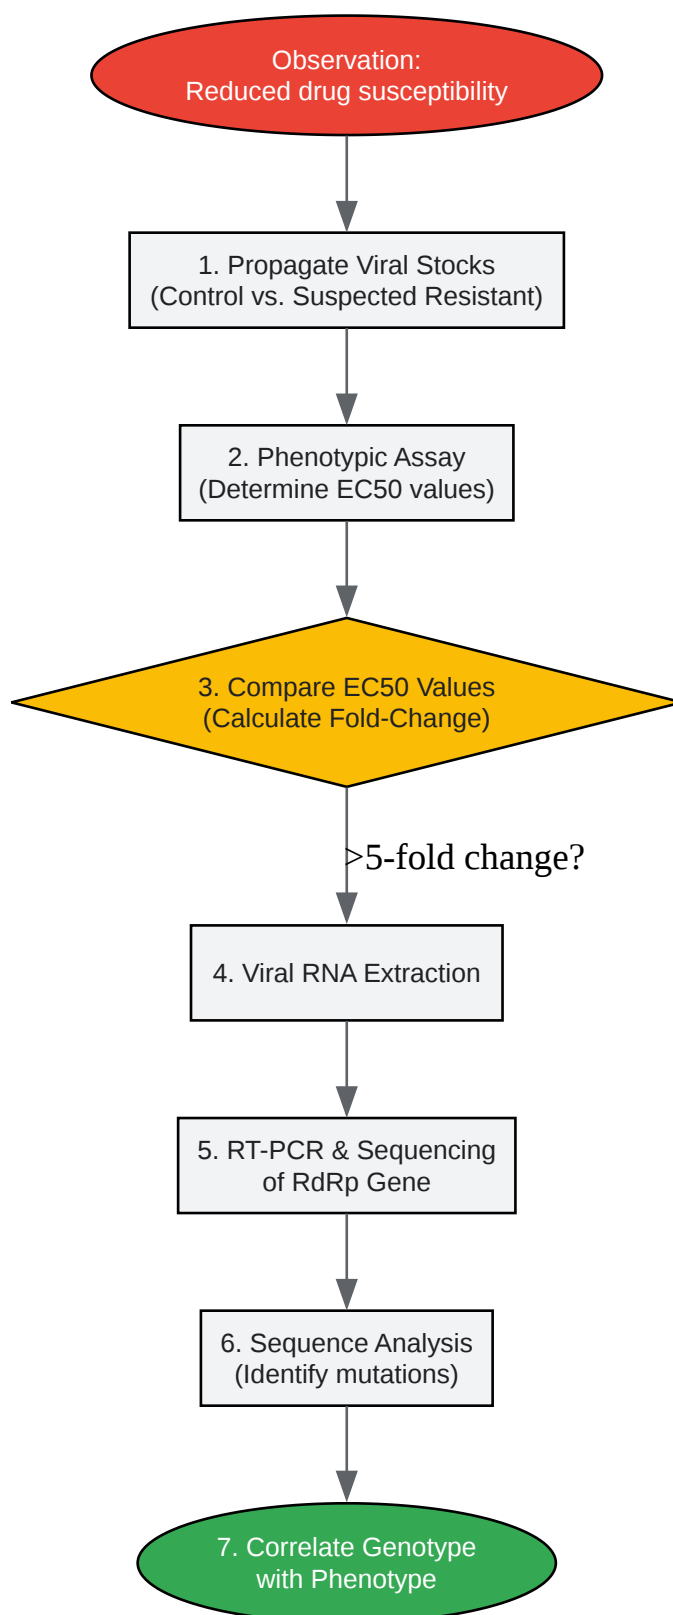 Observation:
Reduced drug susceptibility
1. Propagate Viral Stocks
(Control vs. Suspected Resistant)
2. Phenotypic Assay
(Determine EC50 values)
3. Compare EC50 Values
(Calculate Fold-Change)
>5-fold change?
4. Viral RNA Extraction
5. RT-PCR & Sequencing
of RdRp Gene
6. Sequence Analysis
(Identify mutations)
7. Correlate Genotype
with Phenotype